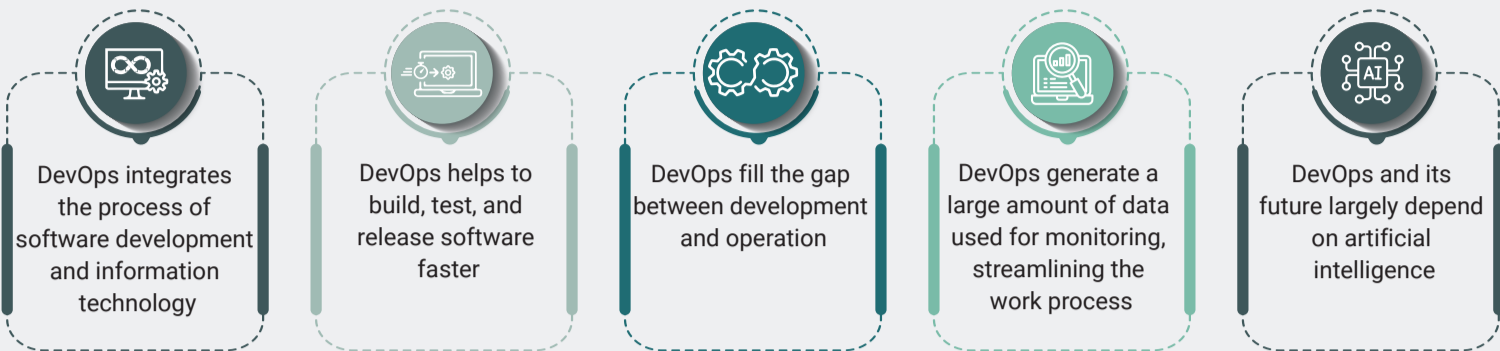 DevOps integrates
the process of
software development
and information
technology
DevOps helps to
build, test, and
release software
faster
DevOps fill the gap
between development
and operation
DevOps generate a
large amount of data
used for monitoring,
streamlining the
work process
AI
DevOps and its
future largely depend
on artificial
intelligence